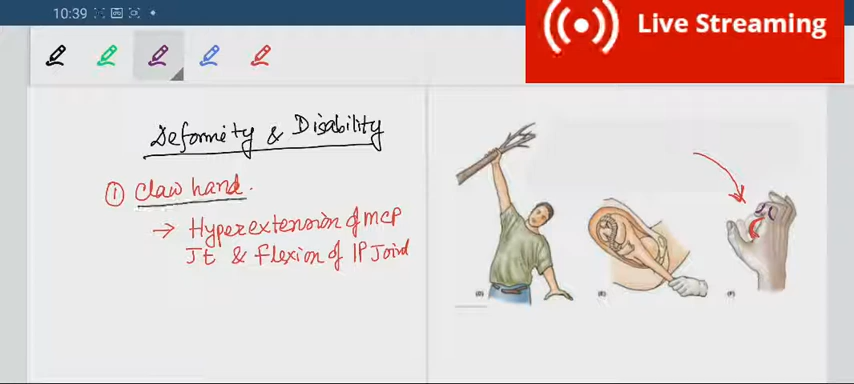 10:39
Live Streaming
Deformity & Disability
① Claw hand.
→ Hyperextension of MCP
Jt & flexion of IP Joint
(D)
(E)
(F)